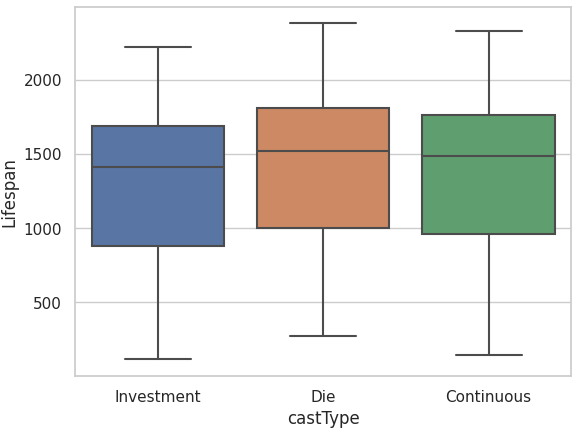 2000
1500
1000
500
Lifespan
Investment
Die
Continuous
castType